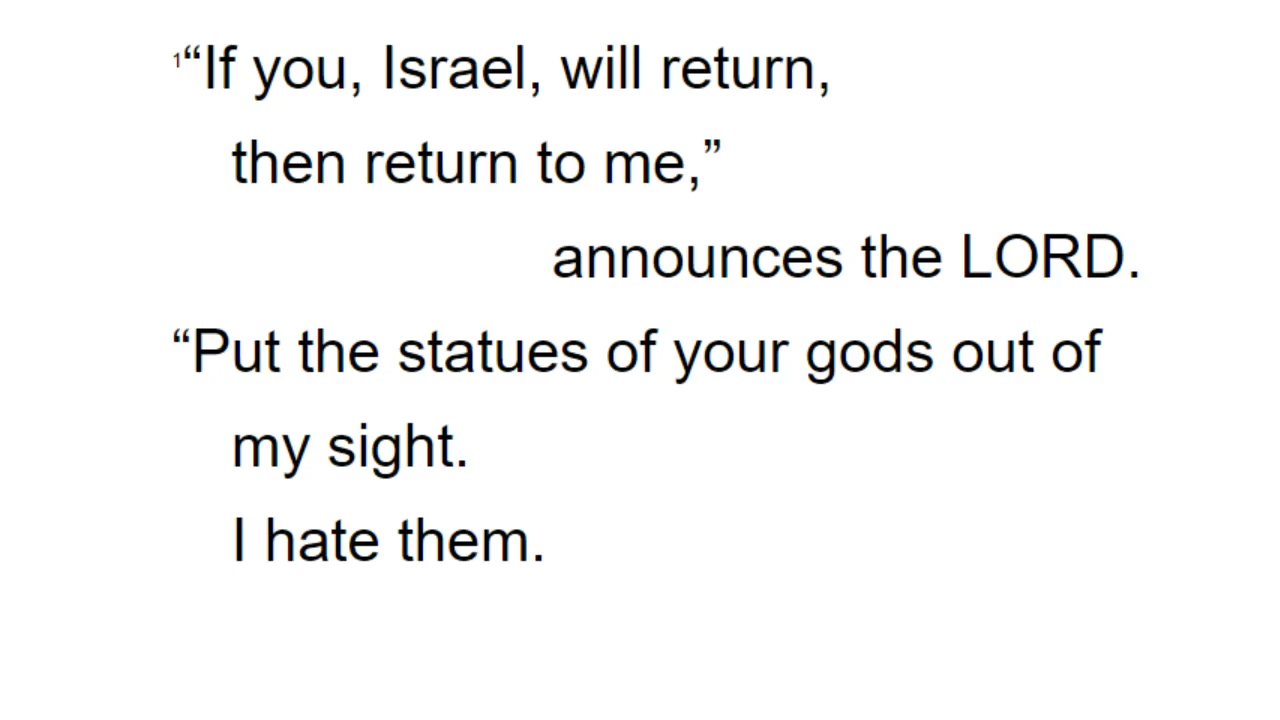 1“If you, Israel, will return,
then return to me,”
announces the LORD.
“Put the statues of your gods out of
my sight.
I hate them.